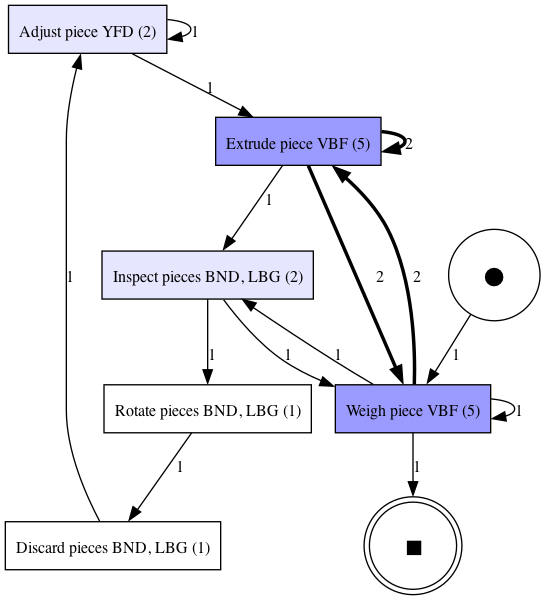 Adjust piece YFD (2)
1
1
Extrude piece VBF (5)
2
1
Inspect pieces BND, LBG (2)
1
2
2
1
1
1
1
Rotate pieces BND, LBG (1)
Weigh piece VBF (5)
1
1
1
Discard pieces BND, LBG (1)